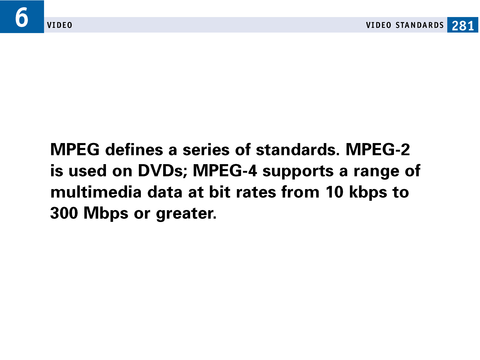 6
VIDEO
VIDEO STANDARDS 281
MPEG defines a series of standards. MPEG-2
is used on DVDs; MPEG-4 supports a range of
multimedia data at bit rates from 10 kbps to
300 Mbps or greater.